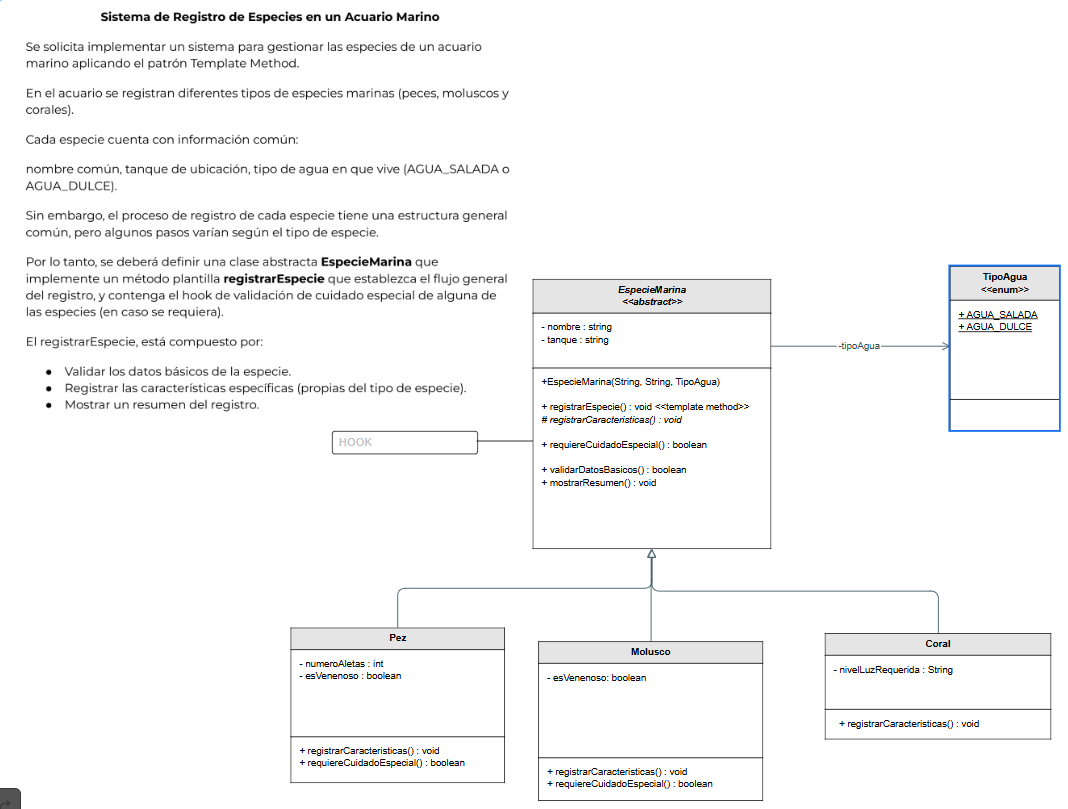 Sistema de Registro de Especies en un Acuario Marino
Se solicita implementar un sistema para gestionar las especies de un acuario
marino aplicando el patrón Template Method.
En el acuario se registran diferentes tipos de especies marinas (peces, moluscos y
corales).
Cada especie cuenta con información común:
nombre común, tanque de ubicación, tipo de agua en que vive (AGUA_SALADA o
AGUA_DULCE).
Sin embargo, el proceso de registro de cada especie tiene una estructura general
común, pero algunos pasos varían según el tipo de especie.
Por lo tanto, se deberá definir una clase abstracta EspecieMarina que
implemente un método plantilla registrarEspecie que establezca el flujo general
del registro, y contenga el hook de validación de cuidado especial de alguna de
las especies (en caso se requiera).
El registrarEspecie, está compuesto por:
● Validar los datos básicos de la especie.
● Registrar las características específicas (propias del tipo de especie).
● Mostrar un resumen del registro.
HOOK
EspecieMarina
<<abstract>>
- nombre : string
- tanque : string
+EspecieMarina(String, String, TipoAgua)
+ registrarEspecie() : void <<template method>>
# registrarCaracteristicas() : void
+ requiereCuidadoEspecial() : boolean
+ validarDatosBasicos() : boolean
+ mostrarResumen() : void
-tipoAgua
TipoAgua
<<enum>>
+ AGUA_SALADA
+ AGUA_DULCE
Pez
- numeroAletas : int
- esVenenoso : boolean
+ registrarCaracteristicas() : void
+ requiereCuidadoEspecial() : boolean
Molusco
- esVenenoso: boolean
+ registrarCaracteristicas() : void
+ requiereCuidadoEspecial() : boolean
Coral
- nivelLuzRequerida : String
+ registrarCaracteristicas() : void